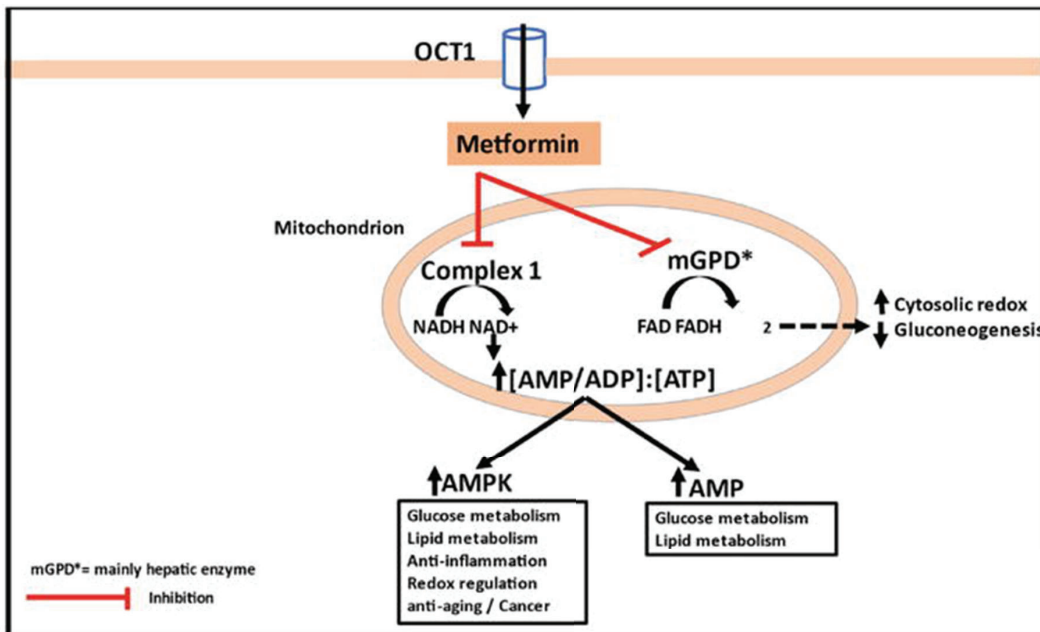 OCT1
Metformin
Mitochondrion
Complex 1
mGPD*
NADH NAD+
FAD FADH 2
Cytosolic redox
Gluconeogenesis
[AMP/ADP]:[ATP]
AMPK
AMP
Glucose metabolism
Lipid metabolism
Anti-inflammation
Redox regulation
anti-aging / Cancer
Glucose metabolism
Lipid metabolism
mGPD*= mainly hepatic enzyme
Inhibition